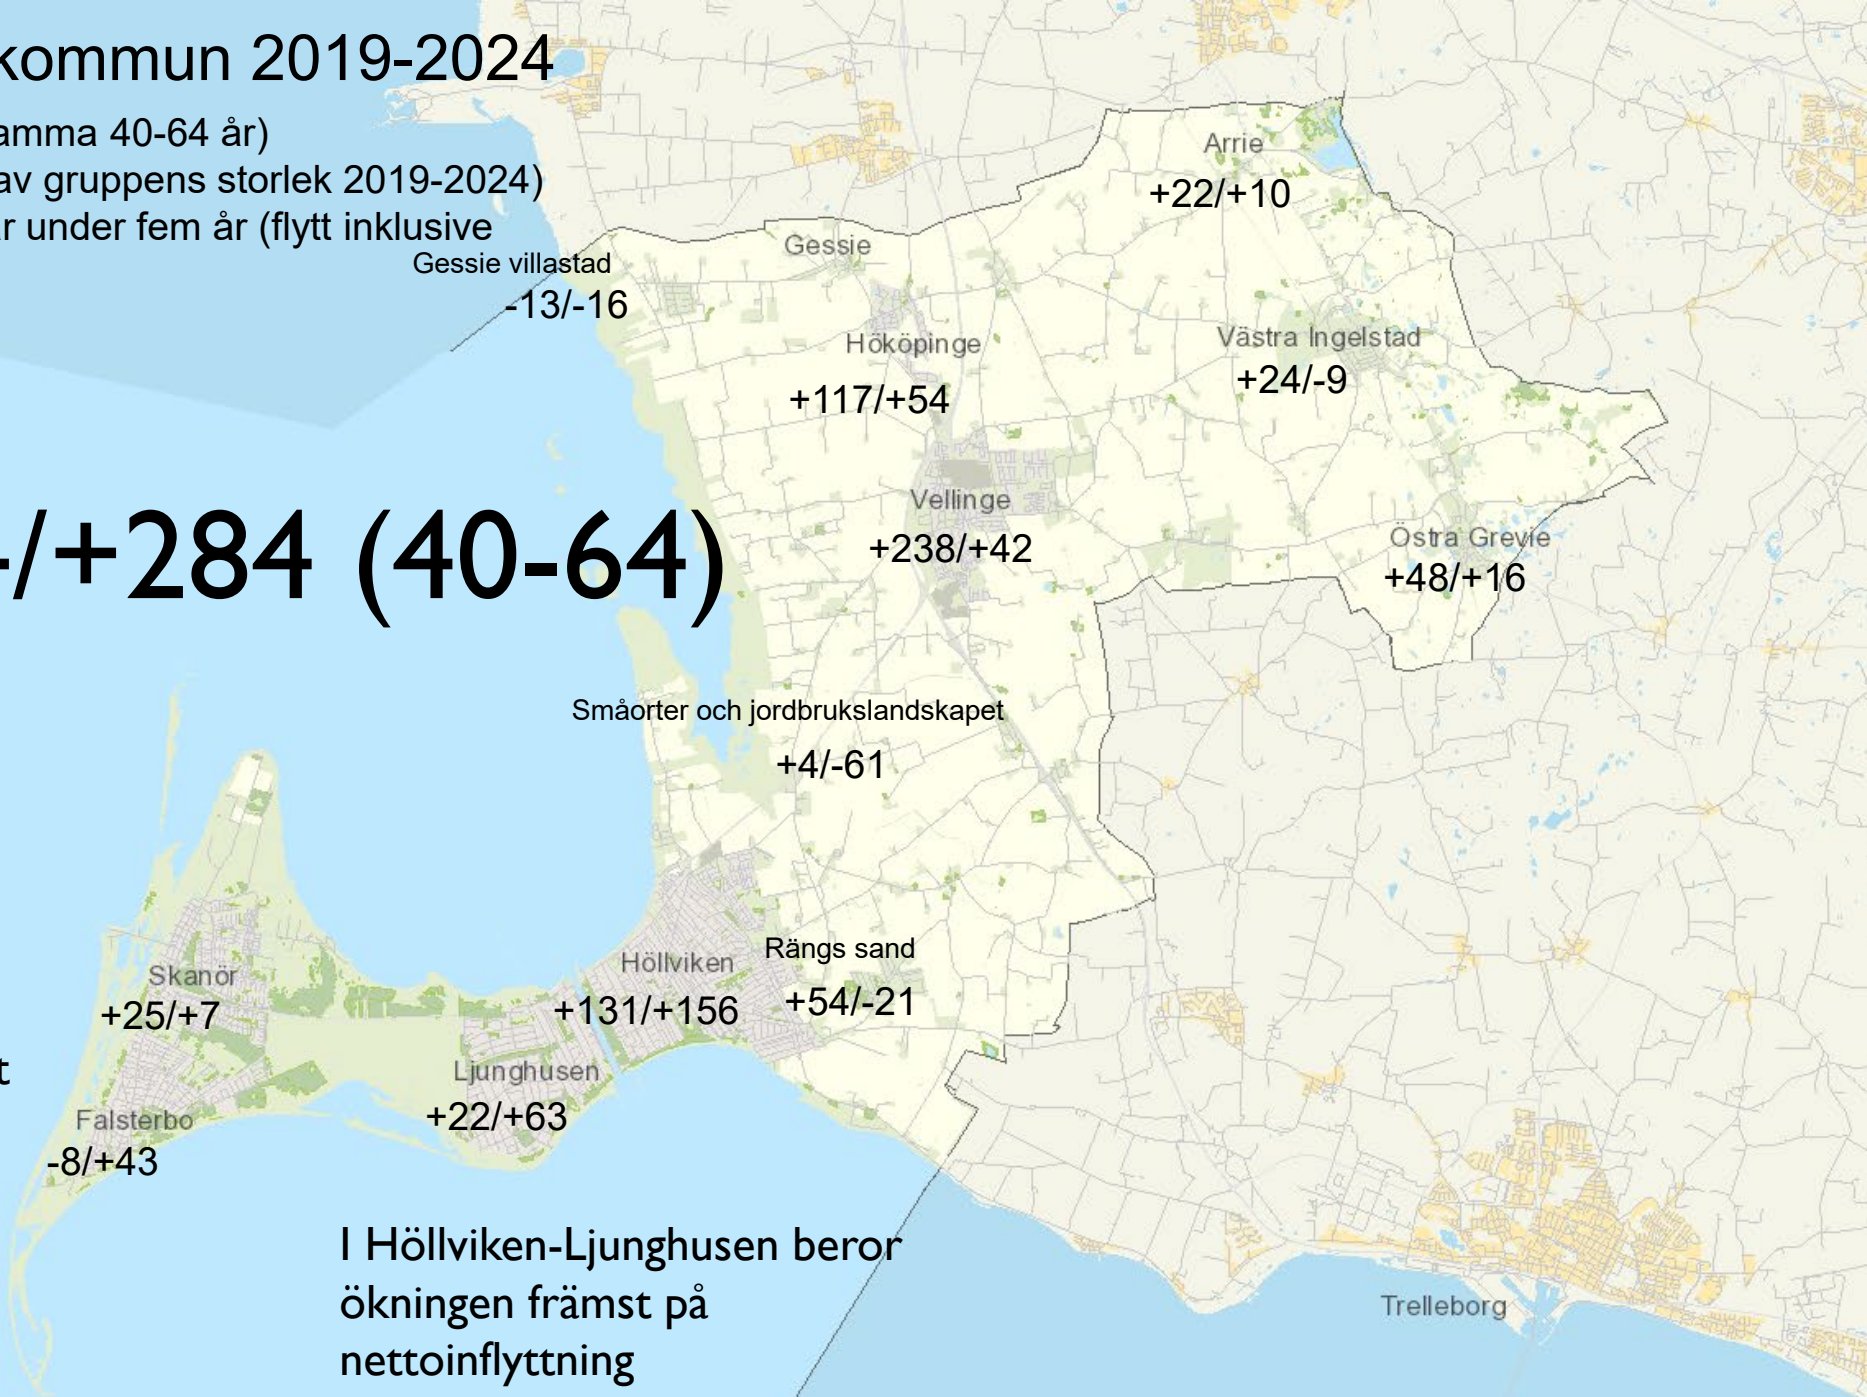 kommun 2019-2024
amma 40-64 år)
av gruppens storlek 2019-2024)
r under fem år (flytt inklusive
Gessie villastad
-13/-16
Arrie
+22/+10
Gessie
Hököpinge
+117/+54
Västra Ingelstad
+24/-9
Vellinge
+238/+42
Östra Grevie
+48/+16
-/+284 (40-64)
Småorter och jordbrukslandskapet
+4/-61
Skanör
+25/+7
Höllviken
+131/+156
Rängs sand
+54/-21
t
Ljunghusen
+22/+63
Falsterbo
-8/+43
I Höllviken-Ljunghusen beror
ökningen främst på
nettoinflyttning
Trelleborg